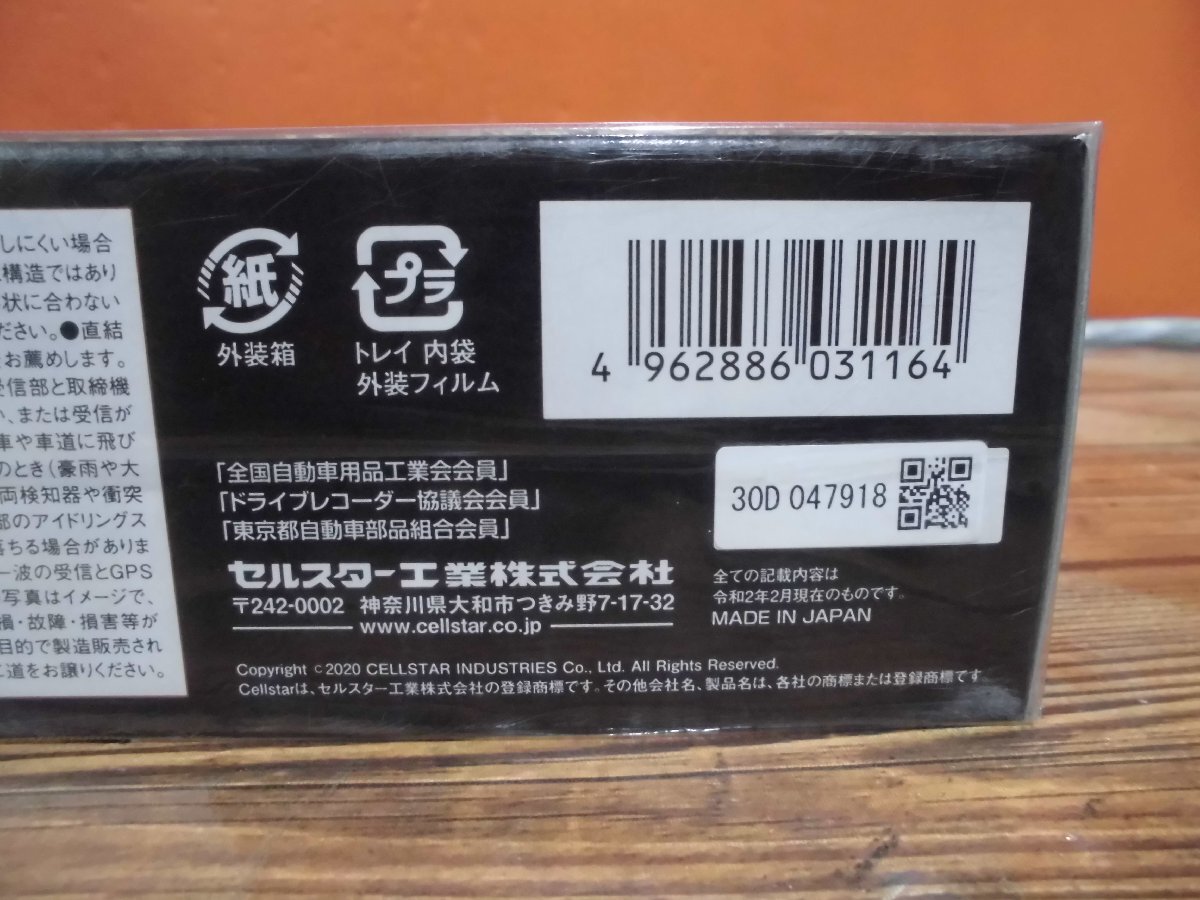 しにくい場合
構造ではあり
状に合わない
ださい。●直結
お薦めします。
受信部と取締機
い、または受信が
車や車道に飛び
のとき(豪雨や大
両検知器や衝突
部のアイドリングス
落ちる場合がありま
ー波の受信とGPS
写真はイメージで、
損・故障・損害等が
目的で製造販売され
道をお譲りください。
紙
外装箱
プラ
トレイ 内袋
外装フィルム
4 962886 031164
30D 047918
「全国自動車用品工業会会員」
「ドライブレコーダー協議会会員」
「東京都自動車部品組合会員」
セルスター工業株式会社
〒242-0002 神奈川県大和市つきみ野7-17-32
www.cellstar.co.jp
全ての記載内容は
令和2年2月現在のものです。
MADE IN JAPAN
Copyright ©2020 CELLSTAR INDUSTRIES Co., Ltd. All Rights Reserved.
Cellstarは、セルスター工業株式会社の登録商標です。その他会社名、製品名は、各社の商標または登録商標です